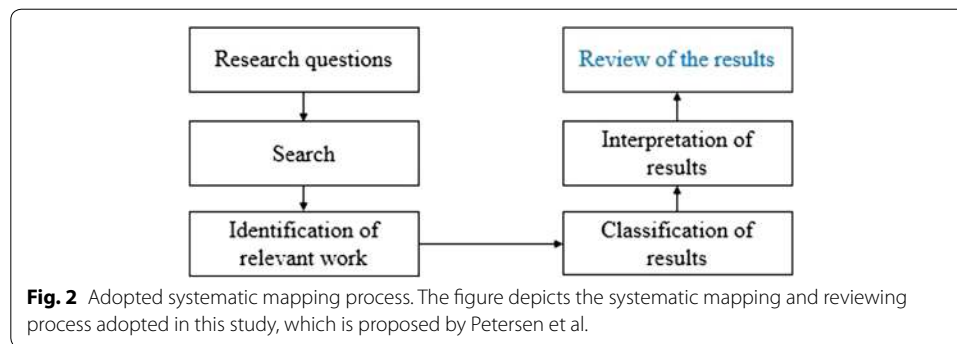 Research questions
Search
Identification of
relevant work
Classification of
results
Interpretation of
results
Review of the results
Fig. 2 Adopted systematic mapping process. The figure depicts the systematic mapping and reviewing
process adopted in this study, which is proposed by Petersen et al.